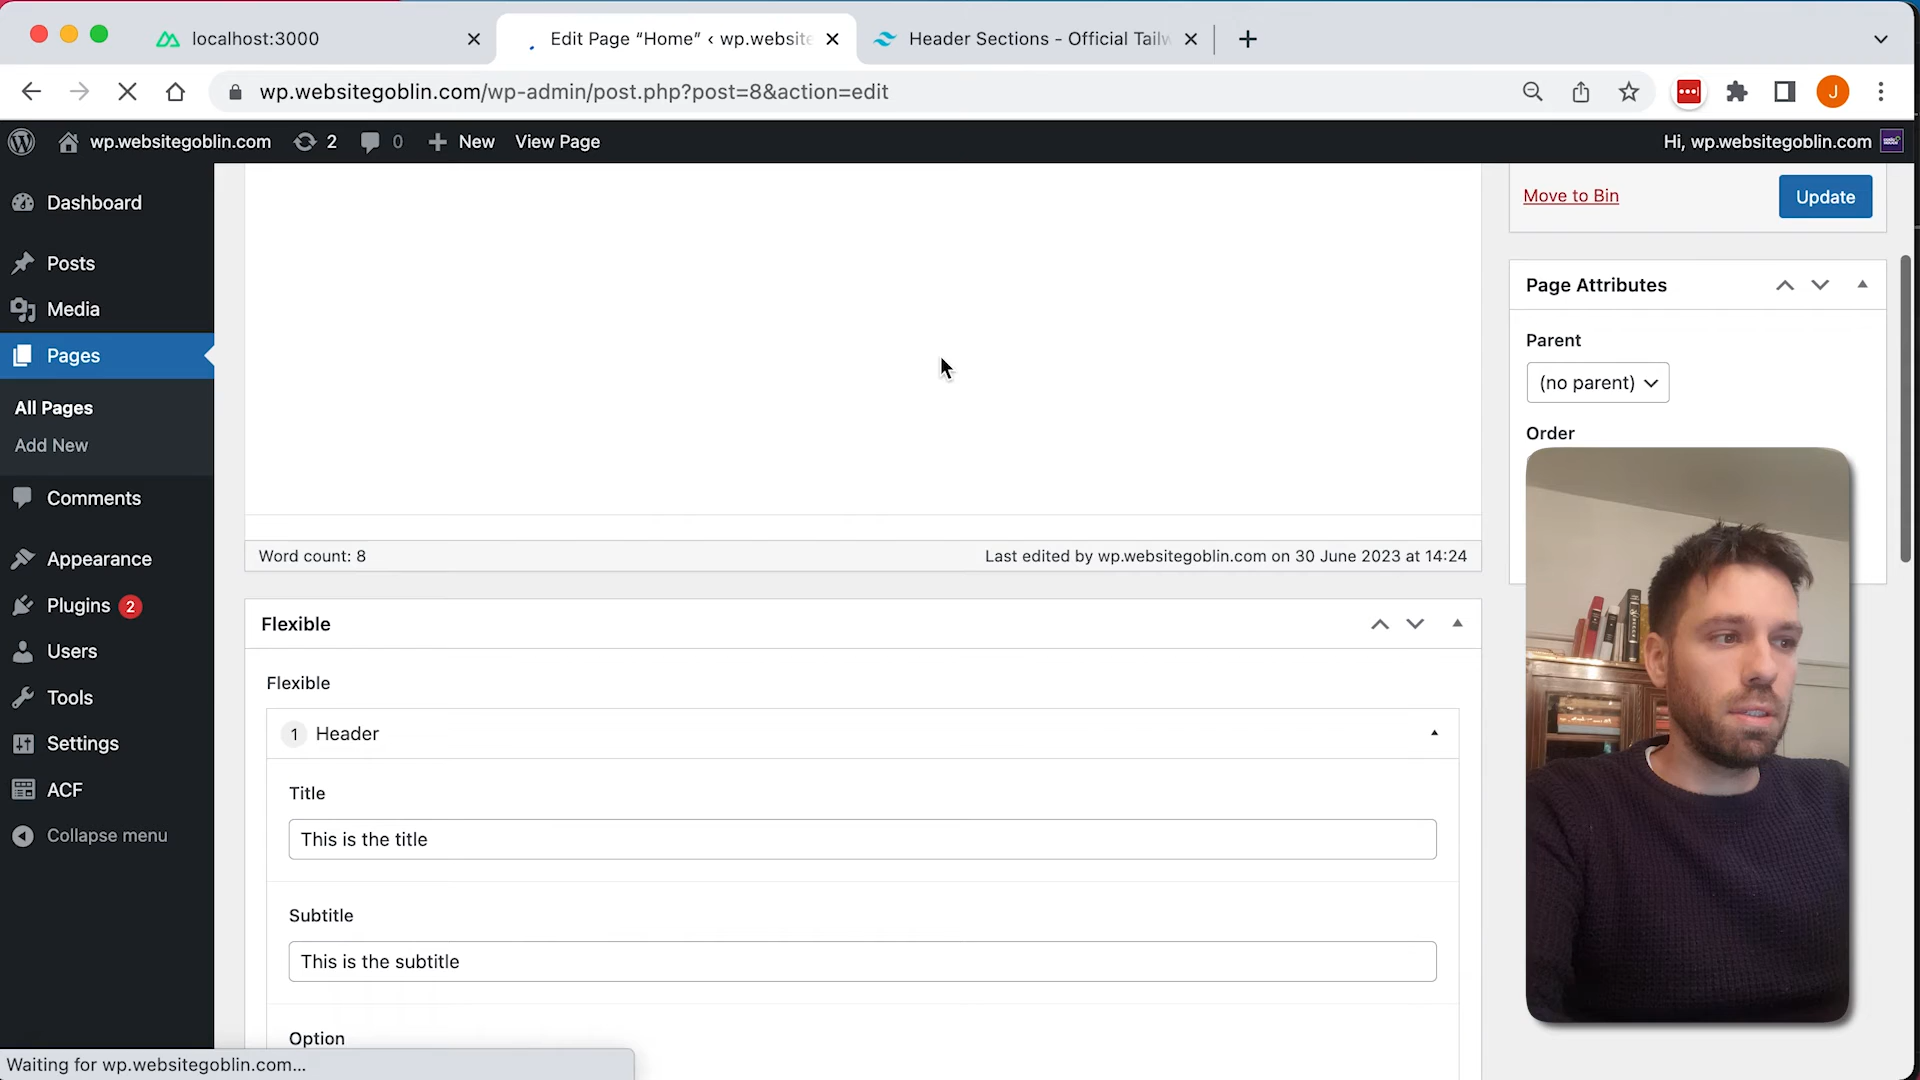 localhost:3000
Edit Page “Home” ‹ wp.website
Header Sections - Official Tailw
wp.websitegoblin.com/wp-admin/post.php?post=8&action=edit
J
wp.websitegoblin.com
2
0
New
View Page
Hi, wp.websitegoblin.com
Dashboard
Posts
Media
Pages
All Pages
Add New
Comments
Appearance
Plugins 2
Users
Tools
Settings
ACF
Collapse menu
Move to Bin
Update
Page Attributes
Parent
(no parent)
Order
Word count: 8
Last edited by wp.websitegoblin.com on 30 June 2023 at 14:24
Flexible
Flexible
1 Header
Title
This is the title
Subtitle
This is the subtitle
Option
Waiting for wp.websitegoblin.com...